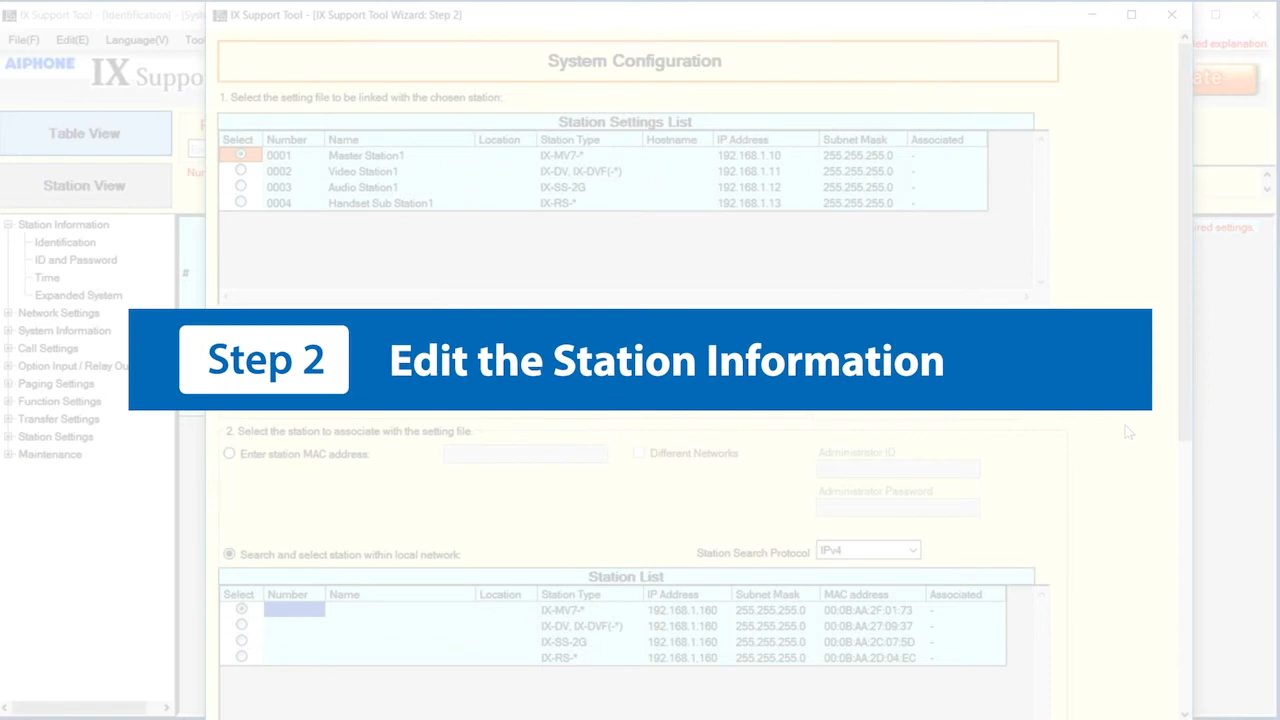 IX Support Tool - [Identification] - [Syst
IX Support Tool - [IX Support Tool Wizard: Step 2]
File(F) Edit(E) Language(V) Tool
AIPHONE IX Suppo
Table View
Station View
Station Information
Identification
ID and Password
Time
Expanded System
Network Settings
System Information
Call Settings
Option Input / Relay Ou
Paging Settings
Function Settings
Transfer Settings
Station Settings
Maintenance
Num
#
System Configuration
1. Select the setting file to be linked with the chosen station:
Station Settings List
Select Number Name Location Station Type Hostname IP Address Subnet Mask Associated
0001 Master Station1 IX-MV7-* 192.168.1.10 255.255.255.0 -
0002 Video Station1 IX-DV, IX-DVF(-*) 192.168.1.11 255.255.255.0 -
0003 Audio Station1 IX-SS-2G 192.168.1.12 255.255.255.0 -
0004 Handset Sub Station1 IX-RS-* 192.168.1.13 255.255.255.0 -
Step 2 Edit the Station Information
2. Select the station to associate with the setting file.
Enter station MAC address: Different Networks Administrator ID
Administrator Password
Search and select station within local network: Station Search Protocol IPv4
Station List
Select Number Name Location Station Type IP Address Subnet Mask MAC address Associated
IX-MV7-* 192.168.1.160 255.255.255.0 00:0B:AA:2F:01:73 -
IX-DV, IX-DVF(-*) 192.168.1.160 255.255.255.0 00:0B:AA:27:09:37 -
IX-SS-2G 192.168.1.160 255.255.255.0 00:0B:AA:2C:07:5D -
IX-RS-* 192.168.1.160 255.255.255.0 00:0B:AA:2D:04:EC -
ed explanation.
ate
ired settings.